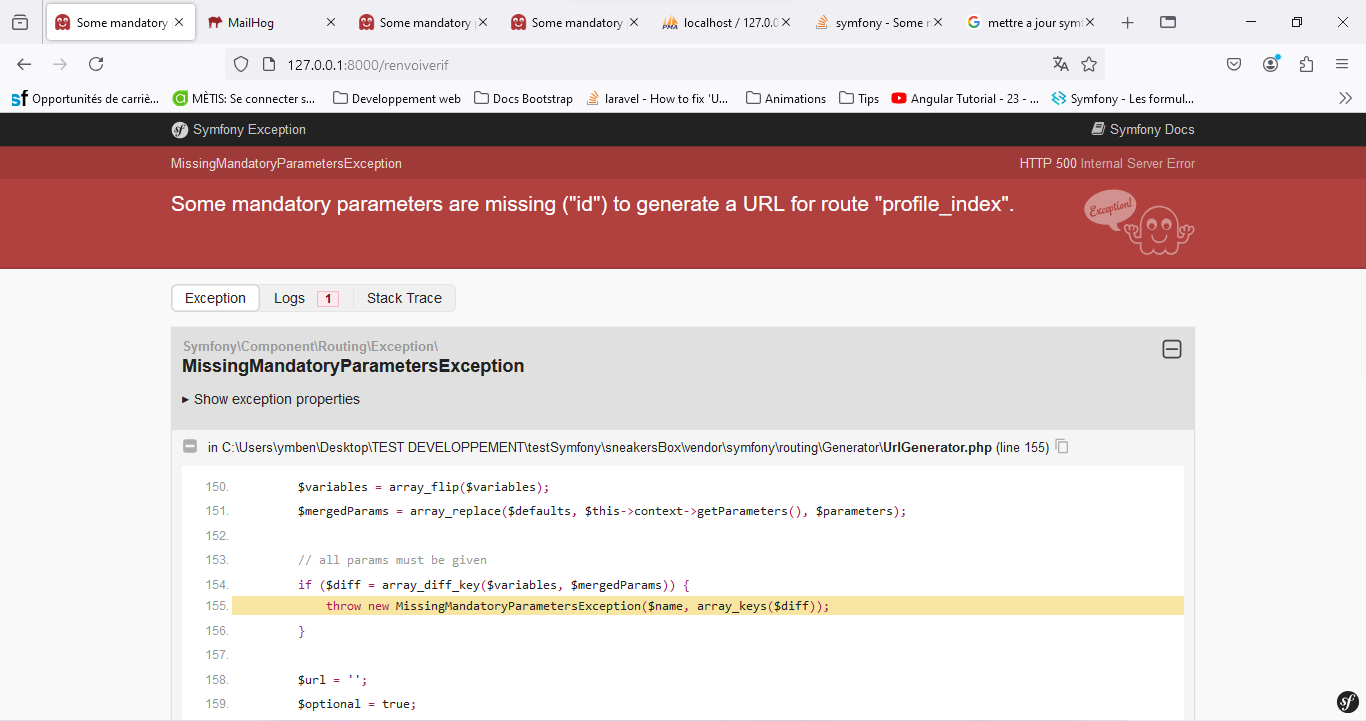 Some mandatory
MailHog
Some mandatory
Some mandatory
localhost / 127.0.0
symfony - Some
mettre a jour sym
127.0.0.1:8000/renvoiverif
Opportunités de carriè...
MÈTIS: Se connecter s...
Developpement web
Docs Bootstrap
laravel - How to fix 'U...
Animations
Tips
Angular Tutorial - 23 - ...
Symfony - Les formul...
Symfony Exception
Symfony Docs
MissingMandatoryParametersException
HTTP 500 Internal Server Error
Some mandatory parameters are missing ("id") to generate a URL for route "profile_index".
Exception!
Exception
Logs 1
Stack Trace
Symfony\Component\Routing\Exception\
MissingMandatoryParametersException
▸ Show exception properties
in C:\Users\ymben\Desktop\TEST DEVELOPPEMENT\testSymfony\sneakersBox\vendor\symfony\routing\Generator\UrlGenerator.php (line 155)
150. $variables = array_flip($variables);
151. $mergedParams = array_replace($defaults, $this->context->getParameters(), $parameters);
152.
153. // all params must be given
154. if ($diff = array_diff_key($variables, $mergedParams)) {
155. throw new MissingMandatoryParametersException($name, array_keys($diff));
156. }
157.
158. $url = '';
159. $optional = true;